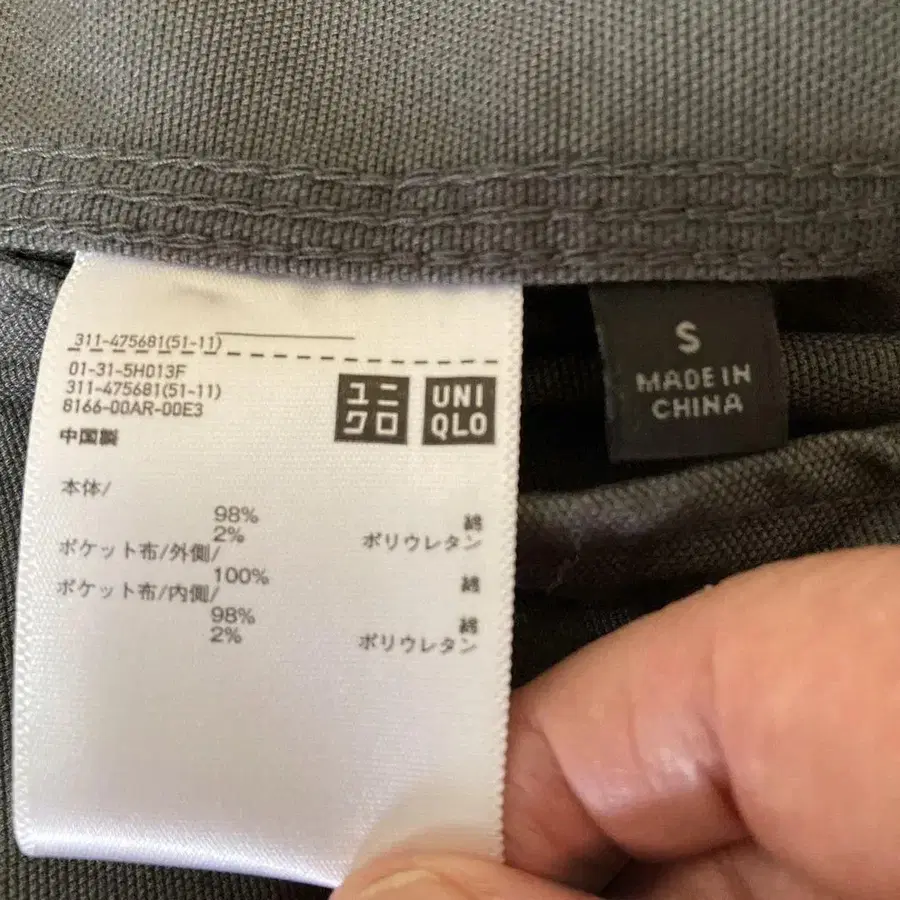 311-475681(51-11)
01-31-5H013F
311-475681(51-11)
8166-00AR-00E3
中国製
ユニ
クロ
UNI
QLO
本体/
98% 綿
2% ポリウレタン
ポケット布/外側/
100% 綿
ポケット布/内側/
98% 綿
2% ポリウレタン
S
MADE IN
CHINA